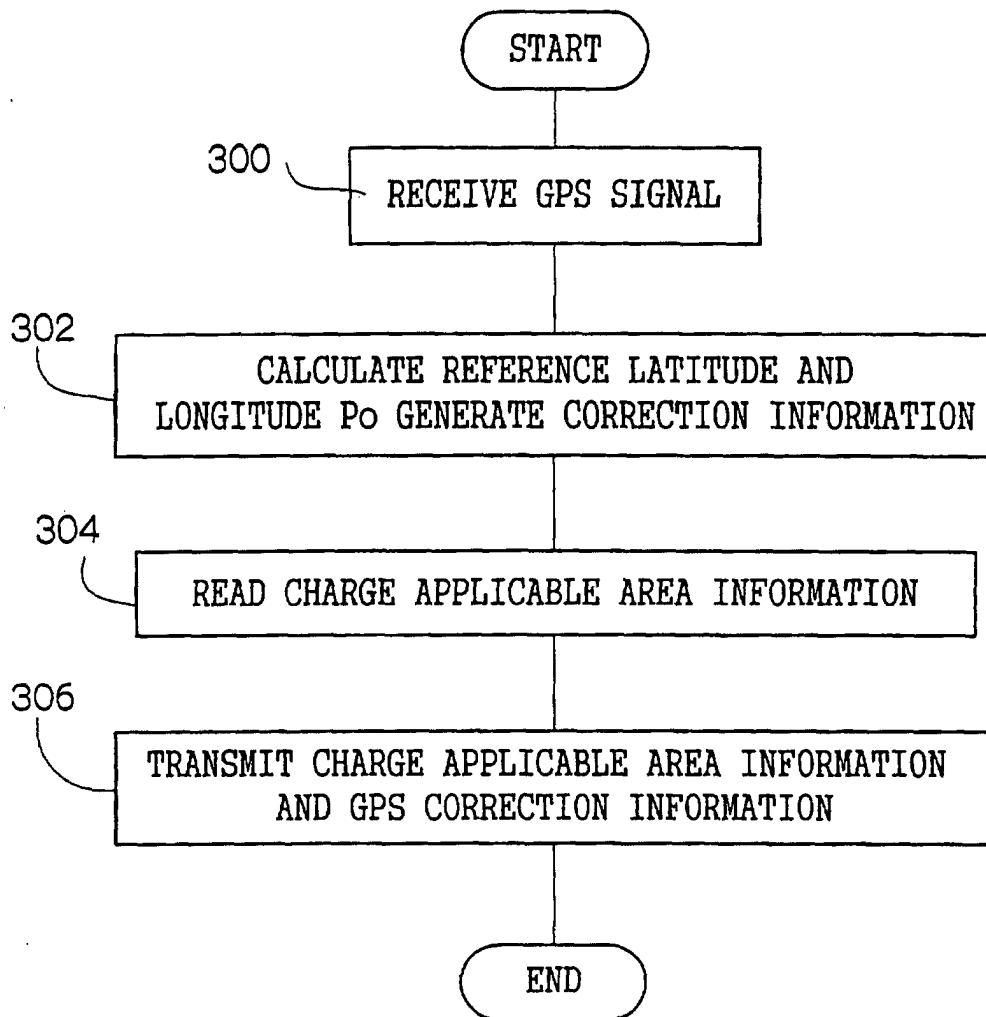 START
300
RECEIVE GPS SIGNAL
302
CALCULATE REFERENCE LATITUDE AND
LONGITUDE Po GENERATE CORRECTION INFORMATION
304
READ CHARGE APPLICABLE AREA INFORMATION
306
TRANSMIT CHARGE APPLICABLE AREA INFORMATION
AND GPS CORRECTION INFORMATION
END